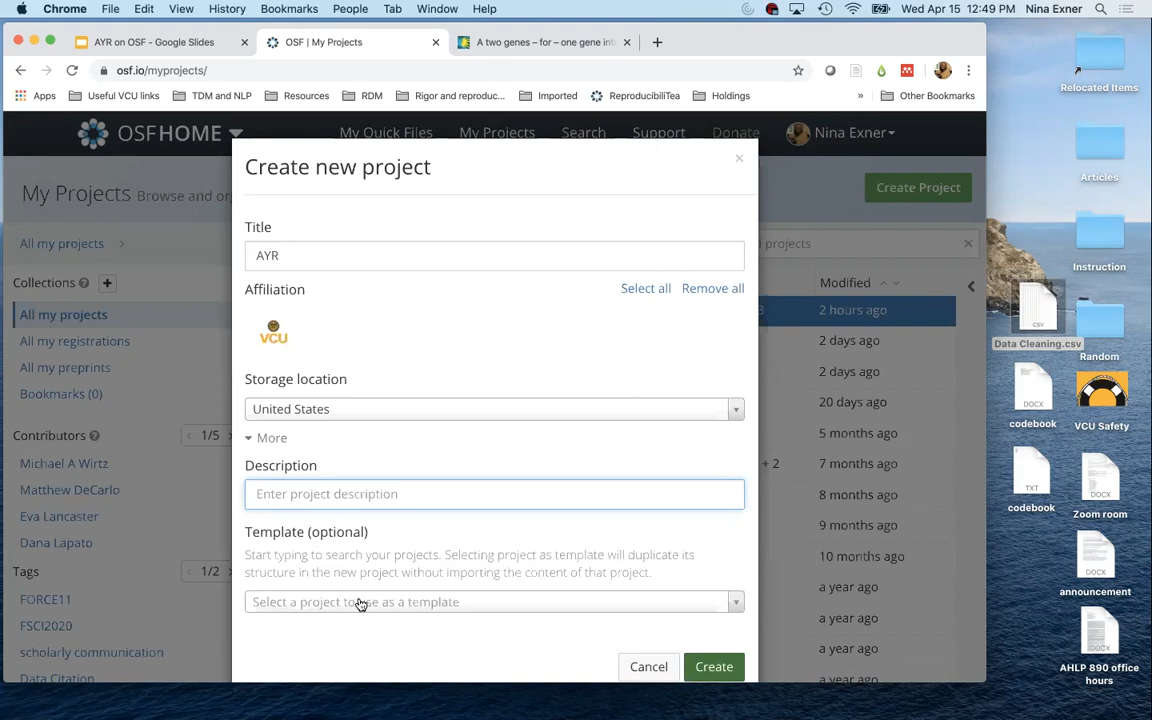 Chrome File Edit View History Bookmarks People Tab Window Help Wed Apr 15 12:49 PM Nina Exner
AYR on OSF - Google Slides × OSF | My Projects × A two genes – for – one gene int × +
osf.io/myprojects/
Apps Useful VCU links TDM and NLP Resources RDM Rigor and reproduc... Imported ReproducibiliTea Holdings » Other Bookmarks
OSFHOME My Quick Files My Projects Search Support Donate Nina Exner
My Projects Browse and org
Create Project
All my projects
d projects ×
Collections +
Modified
All my projects
3 2 hours ago
2 days ago
All my registrations
All my preprints
2 days ago
Bookmarks (0)
20 days ago
5 months ago
Contributors 1/5
Michael A Wirtz
+ 2 7 months ago
Matthew DeCarlo
8 months ago
Eva Lancaster
9 months ago
Dana Lapato
10 months ago
Tags 1/2
a year ago
FORCE11
FSCI2020
a year ago
scholarly communication
a year ago
Data Citation
a year ago
Create new project ×
Title
AYR
Affiliation Select all Remove all
VCU
Storage location
United States
More
Description
Enter project description
Template (optional)
Start typing to search your projects. Selecting project as template will duplicate its
structure in the new project without importing the content of that project.
Select a project to use as a template
Cancel Create
Relocated Items
Articles
Instruction
CSV
Data Cleaning.csv
Random
DOCX
codebook
VCU Safety
TXT
codebook
DOCX
Zoom room
DOCX
announcement
DOCX
AHLP 890 office
hours